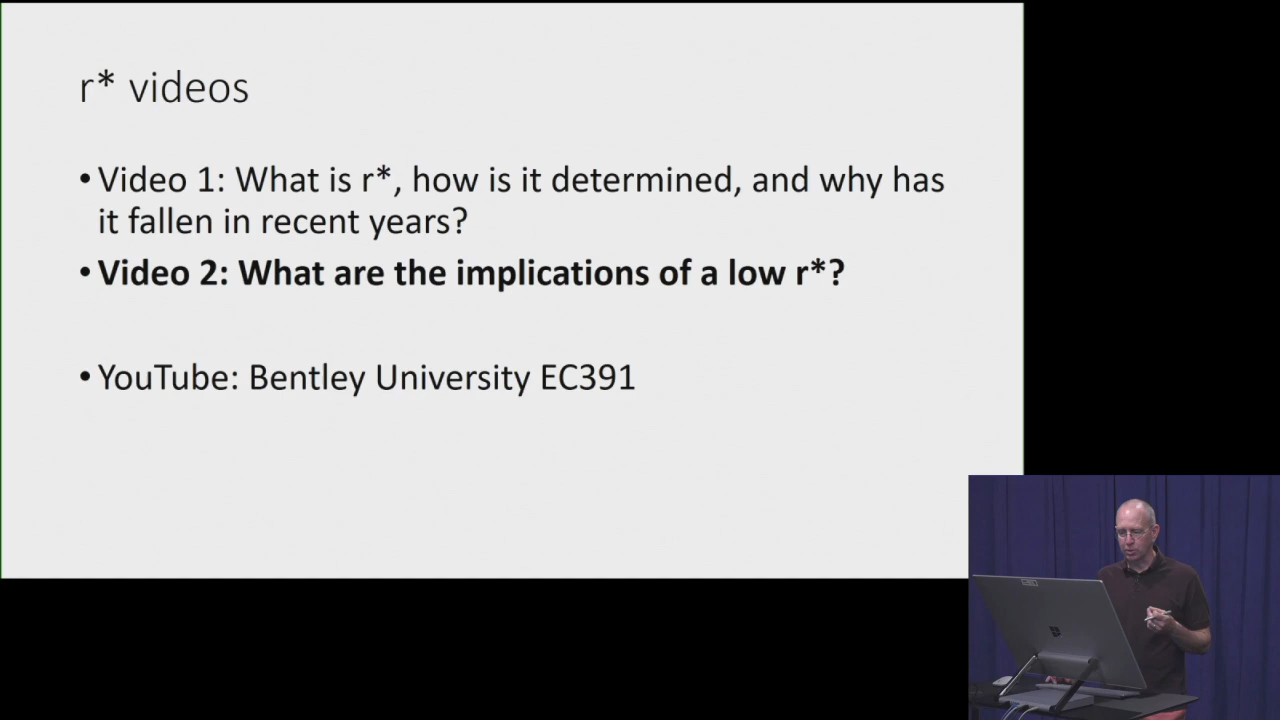 r* videos
•Video 1: What is r*, how is it determined, and why has
it fallen in recent years?
•Video 2: What are the implications of a low r*?
•YouTube: Bentley University EC391